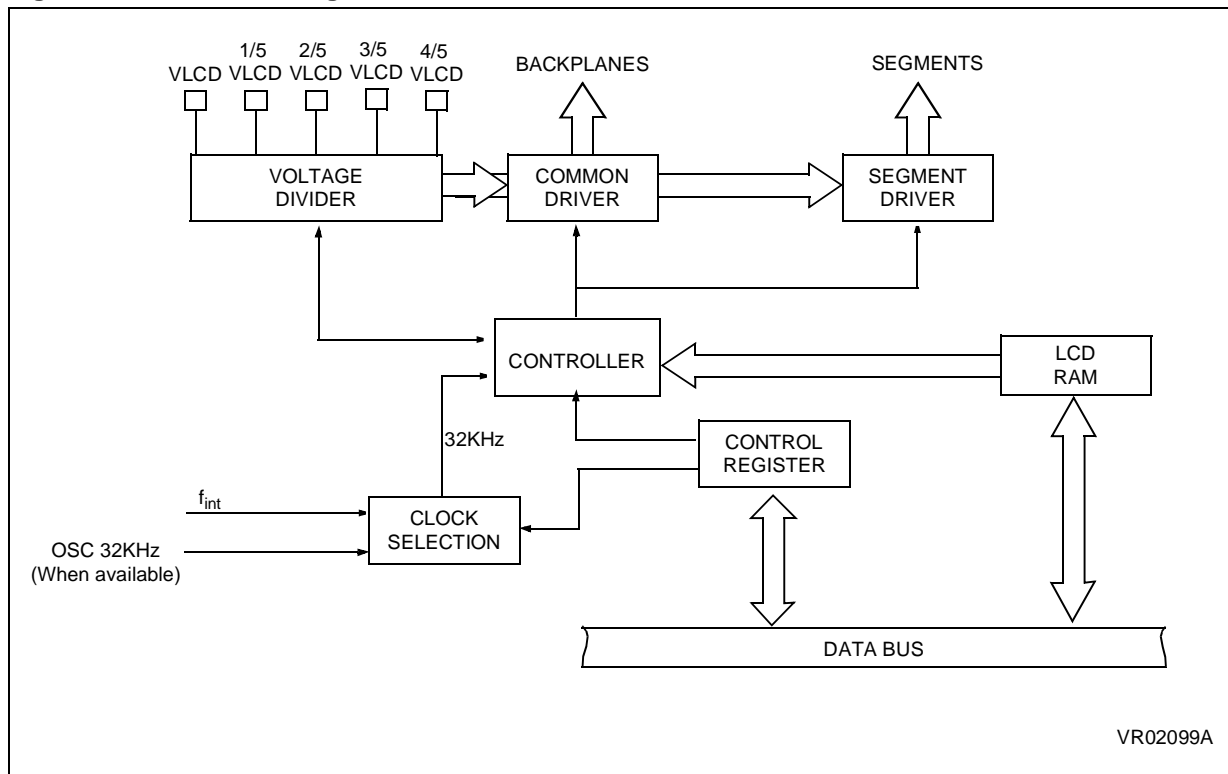 1/5 2/5 3/5 4/5
VLCD VLCD VLCD VLCD VLCD
BACKPLANES
SEGMENTS
VOLTAGE
DIVIDER
COMMON
DRIVER
SEGMENT
DRIVER
CONTROLLER
LCD
RAM
32KHz
CONTROL
REGISTER
fint
CLOCK
SELECTION
OSC 32KHz
(When available)
DATA BUS
VR02099A